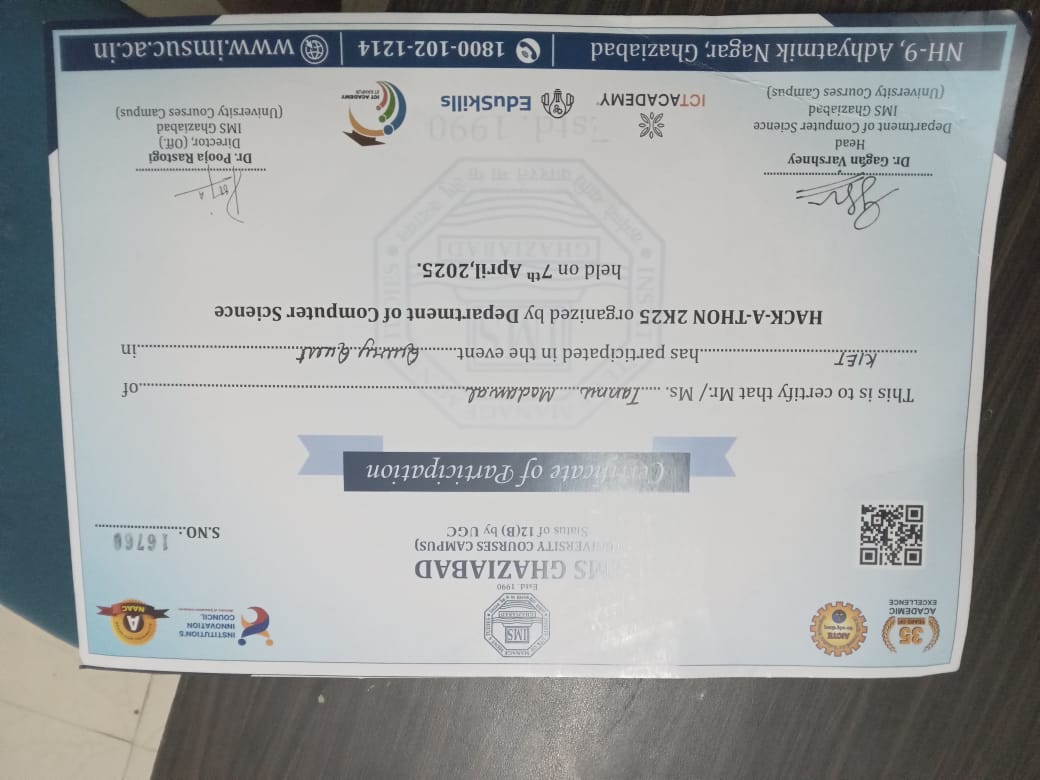 35
YEARS OF
ACADEMIC
EXCELLENCE
AICTE
IMS
GHAZIABAD
INSTITUTION'S
INNOVATION
COUNCIL
A
NAAC
Estd. 1990
IMS GHAZIABAD
(UNIVERSITY COURSES CAMPUS)
Status of 12(B) by UGC
S.NO.: 16760
Certificate of Participation
This is to certify that Mr./ Ms. Tannu Madanwal of
KIET has participated in the event Query Quest in
HACK-A-THON 2K25 organized by Department of Computer Science
held on 7th April,2025.
Dr. Gagan Varshney
Head
Department of Computer Science
IMS Ghaziabad
(University Courses Campus)
ICTACADEMY
EduSkills
ICT ACADEMY
Dr. Pooja Rastogi
Director, (Off.)
IMS Ghaziabad
(University Courses Campus)
Estd. 1990
NH-9, Adhyatmik Nagar, Ghaziabad | 1800-102-1214 | www.imsuc.ac.in